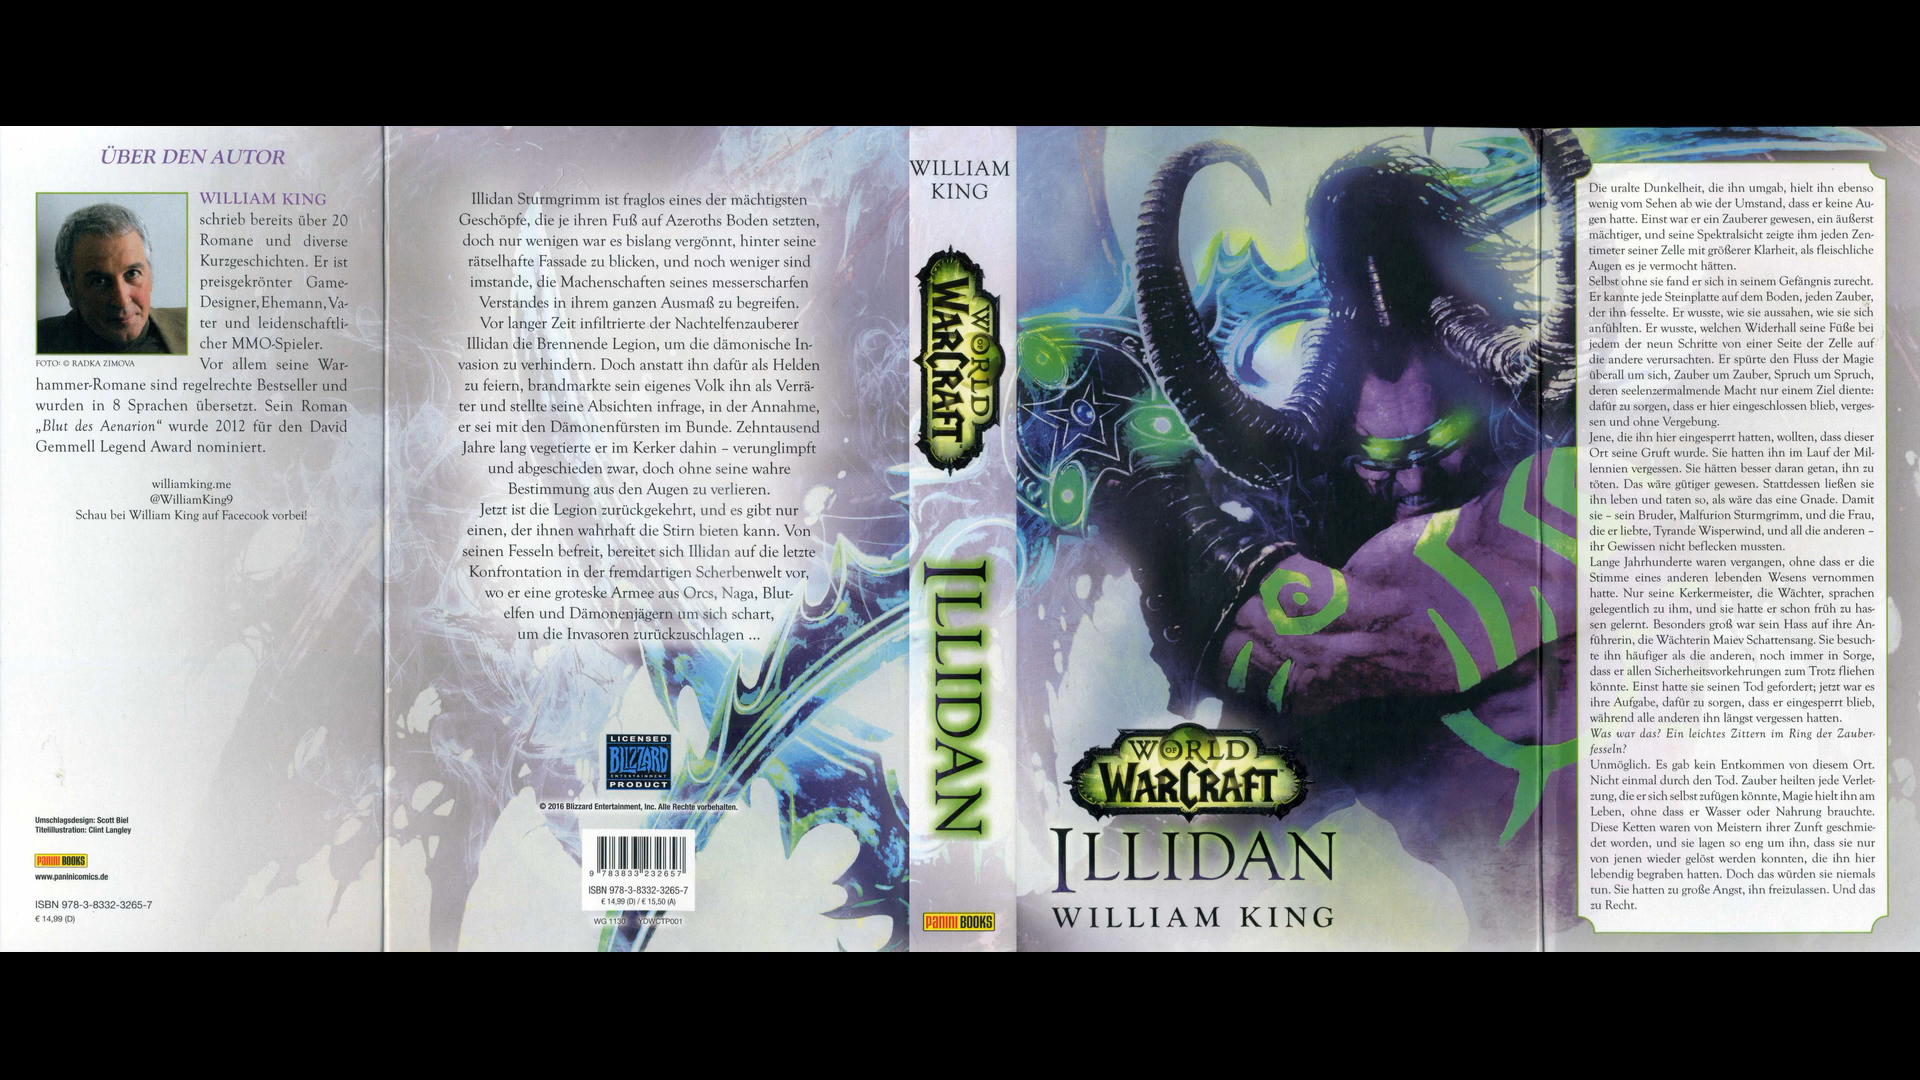 ÜBER DEN AUTOR
WILLIAM KING
schrieb bereits über 20
Romane und diverse
Kurzgeschichten. Er ist
preisgekrönter Game-
Designer, Ehemann, Va-
ter und leidenschaftli-
cher MMO-Spieler.
Vor allem seine War-
FOTO: © RADKA ZIMOVA
hammer-Romane sind regelrechte Bestseller und
wurden in 8 Sprachen übersetzt. Sein Roman
„Blut des Aenarion“ wurde 2012 für den David
Gemmell Legend Award nominiert.
williamking.me
@WilliamKing9
Schau bei William King auf Facecook vorbei!
Umschlagsdesign: Scott Biel
Titelillustration: Clint Langley
PANINI BOOKS
www.paninicomics.de
ISBN 978-3-8332-3265-7
€ 14,99 (D)
Illidan Sturmgrimm ist fraglos eines der mächtigsten
Geschöpfe, die je ihren Fuß auf Azeroths Boden setzten,
doch nur wenigen war es bislang vergönnt, hinter seine
rätselhafte Fassade zu blicken, und noch weniger sind
imstande, die Machenschaften seines messerscharfen
Verstandes in ihrem ganzen Ausmaß zu begreifen.
Vor langer Zeit infiltrierte der Nachtelfenzauberer
Illidan die Brennende Legion, um die dämonische In-
vasion zu verhindern. Doch anstatt ihn dafür als Helden
zu feiern, brandmarkte sein eigenes Volk ihn als Verrä-
ter und stellte seine Absichten infrage, in der Annahme,
er sei mit den Dämonenfürsten im Bunde. Zehntausend
Jahre lang vegetierte er im Kerker dahin – verunglimpft
und abgeschieden zwar, doch ohne seine wahre
Bestimmung aus den Augen zu verlieren.
Jetzt ist die Legion zurückgekehrt, und es gibt nur
einen, der ihnen wahrhaft die Stirn bieten kann. Von
seinen Fesseln befreit, bereitet sich Illidan auf die letzte
Konfrontation in der fremdartigen Scherbenwelt vor,
wo er eine groteske Armee aus Orcs, Naga, Blut-
elfen und Dämonenjägern um sich schart,
um die Invasoren zurückzuschlagen ...
LICENSED
BLIZZARD
ENTERTAINMENT
PRODUCT
© 2016 Blizzard Entertainment, Inc. Alle Rechte vorbehalten.
9 783833 232657
ISBN 978-3-8332-3265-7
€ 14,99 (D) / € 15,50 (A)
WG 1130 YDWCTP001
WILLIAM
KING
WORLD OF
WARCRAFT
ILLIDAN
PANINI BOOKS
WORLD OF
WARCRAFT
ILLIDAN
WILLIAM KING
Die uralte Dunkelheit, die ihn umgab, hielt ihn ebenso
wenig vom Sehen ab wie der Umstand, dass er keine Au-
gen hatte. Einst war er ein Zauberer gewesen, ein äußerst
mächtiger, und seine Spektralsicht zeigte ihm jeden Zen-
timeter seiner Zelle mit größerer Klarheit, als fleischliche
Augen es je vermocht hätten.
Selbst ohne sie fand er sich in seinem Gefängnis zurecht.
Er kannte jede Steinplatte auf dem Boden, jeden Zauber,
der ihn fesselte. Er wusste, wie sie aussahen, wie sie sich
anfühlten. Er wusste, welchen Widerhall seine Füße bei
jedem der neun Schritte von einer Seite der Zelle auf
die andere verursachten. Er spürte den Fluss der Magie
überall um sich, Zauber um Zauber, Spruch um Spruch,
deren seelenzermalmende Macht nur einem Ziel diente:
dafür zu sorgen, dass er hier eingeschlossen blieb, verges-
sen und ohne Vergebung.
Jene, die ihn hier eingesperrt hatten, wollten, dass dieser
Ort seine Gruft wurde. Sie hatten ihn im Lauf der Mil-
lennien vergessen. Sie hätten besser daran getan, ihn zu
töten. Das wäre gütiger gewesen. Stattdessen ließen sie
ihn leben und taten so, als wäre das eine Gnade. Damit
sie – sein Bruder, Malfurion Sturmgrimm, und die Frau,
die er liebte, Tyrande Wisperwind, und all die anderen –
ihr Gewissen nicht beflecken mussten.
Lange Jahrhunderte waren vergangen, ohne dass er die
Stimme eines anderen lebenden Wesens vernommen
hatte. Nur seine Kerkermeister, die Wächter, sprachen
gelegentlich zu ihm, und sie hatte er schon früh zu has-
sen gelernt. Besonders groß war sein Hass auf ihre An-
führerin, die Wächterin Maiev Schattensang. Sie besuch-
te ihn häufiger als die anderen, noch immer in Sorge,
dass er allen Sicherheitsvorkehrungen zum Trotz fliehen
könnte. Einst hatte sie seinen Tod gefordert; jetzt war es
ihre Aufgabe, dafür zu sorgen, dass er eingesperrt blieb,
während alle anderen ihn längst vergessen hatten.
Was war das? Ein leichtes Zittern im Ring der Zauber-
fesseln?
Unmöglich. Es gab kein Entkommen von diesem Ort.
Nicht einmal durch den Tod. Zauber heilten jede Verlet-
zung, die er sich selbst zufügen könnte, Magie hielt ihn am
Leben, ohne dass er Wasser oder Nahrung brauchte.
Diese Ketten waren von Meistern ihrer Zunft geschmie-
det worden, und sie lagen so eng um ihn, dass sie nur
von jenen wieder gelöst werden konnten, die ihn hier
lebendig begraben hatten. Doch das würden sie niemals
tun. Sie hatten zu große Angst, ihn freizulassen. Und das
zu Recht.